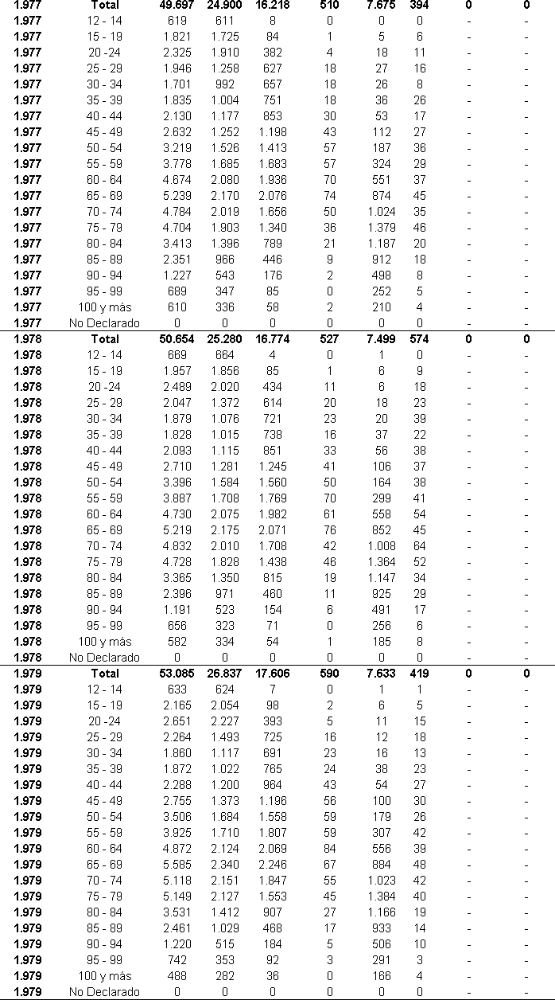 1.977 Total 49.697 24.900 16.218 510 7.675 394 0 0
1.977 12 - 14 619 611 8 0 0 0 - -
1.977 15 - 19 1.821 1.725 84 1 5 6 - -
1.977 20 -24 2.325 1.910 382 4 18 11 - -
1.977 25 - 29 1.946 1.258 627 18 27 16 - -
1.977 30 - 34 1.701 992 657 18 26 8 - -
1.977 35 - 39 1.835 1.004 751 18 36 26 - -
1.977 40 - 44 2.130 1.177 853 30 53 17 - -
1.977 45 - 49 2.632 1.252 1.198 43 112 27 - -
1.977 50 - 54 3.219 1.526 1.413 57 187 36 - -
1.977 55 - 59 3.778 1.685 1.683 57 324 29 - -
1.977 60 - 64 4.674 2.080 1.936 70 551 37 - -
1.977 65 - 69 5.239 2.170 2.076 74 874 45 - -
1.977 70 - 74 4.784 2.019 1.656 50 1.024 35 - -
1.977 75 - 79 4.704 1.903 1.340 36 1.379 46 - -
1.977 80 - 84 3.413 1.396 789 21 1.187 20 - -
1.977 85 - 89 2.351 966 446 9 912 18 - -
1.977 90 - 94 1.227 543 176 2 498 8 - -
1.977 95 - 99 689 347 85 0 252 5 - -
1.977 100 y más 610 336 58 2 210 4 - -
1.977 No Declarado 0 0 0 0 0 0 - -
1.978 Total 50.654 25.280 16.774 527 7.499 574 0 0
1.978 12 - 14 669 664 4 0 1 0 - -
1.978 15 - 19 1.957 1.856 85 1 6 9 - -
1.978 20 -24 2.489 2.020 434 11 6 18 - -
1.978 25 - 29 2.047 1.372 614 20 18 23 - -
1.978 30 - 34 1.879 1.076 721 23 20 39 - -
1.978 35 - 39 1.828 1.015 738 16 37 22 - -
1.978 40 - 44 2.093 1.115 851 33 56 38 - -
1.978 45 - 49 2.710 1.281 1.245 41 106 37 - -
1.978 50 - 54 3.396 1.584 1.560 50 164 38 - -
1.978 55 - 59 3.887 1.708 1.769 70 299 41 - -
1.978 60 - 64 4.730 2.075 1.982 61 558 54 - -
1.978 65 - 69 5.219 2.175 2.071 76 852 45 - -
1.978 70 - 74 4.832 2.010 1.708 42 1.008 64 - -
1.978 75 - 79 4.728 1.828 1.438 46 1.364 52 - -
1.978 80 - 84 3.365 1.350 815 19 1.147 34 - -
1.978 85 - 89 2.396 971 460 11 925 29 - -
1.978 90 - 94 1.191 523 154 6 491 17 - -
1.978 95 - 99 656 323 71 0 256 6 - -
1.978 100 y más 582 334 54 1 185 8 - -
1.978 No Declarado 0 0 0 0 0 0 - -
1.979 Total 53.085 26.837 17.606 590 7.633 419 0 0
1.979 12 - 14 633 624 7 0 1 1 - -
1.979 15 - 19 2.165 2.054 98 2 6 5 - -
1.979 20 -24 2.651 2.227 393 5 11 15 - -
1.979 25 - 29 2.264 1.493 725 16 12 18 - -
1.979 30 - 34 1.860 1.117 691 23 16 13 - -
1.979 35 - 39 1.872 1.022 765 24 38 23 - -
1.979 40 - 44 2.288 1.200 964 43 54 27 - -
1.979 45 - 49 2.755 1.373 1.196 56 100 30 - -
1.979 50 - 54 3.506 1.684 1.558 59 179 26 - -
1.979 55 - 59 3.925 1.710 1.807 59 307 42 - -
1.979 60 - 64 4.872 2.124 2.069 84 556 39 - -
1.979 65 - 69 5.585 2.340 2.246 67 884 48 - -
1.979 70 - 74 5.118 2.151 1.847 55 1.023 42 - -
1.979 75 - 79 5.149 2.127 1.553 45 1.384 40 - -
1.979 80 - 84 3.531 1.412 907 27 1.166 19 - -
1.979 85 - 89 2.461 1.029 468 17 933 14 - -
1.979 90 - 94 1.220 515 184 5 506 10 - -
1.979 95 - 99 742 353 92 3 291 3 - -
1.979 100 y más 488 282 36 0 166 4 - -
1.979 No Declarado 0 0 0 0 0 0 - -